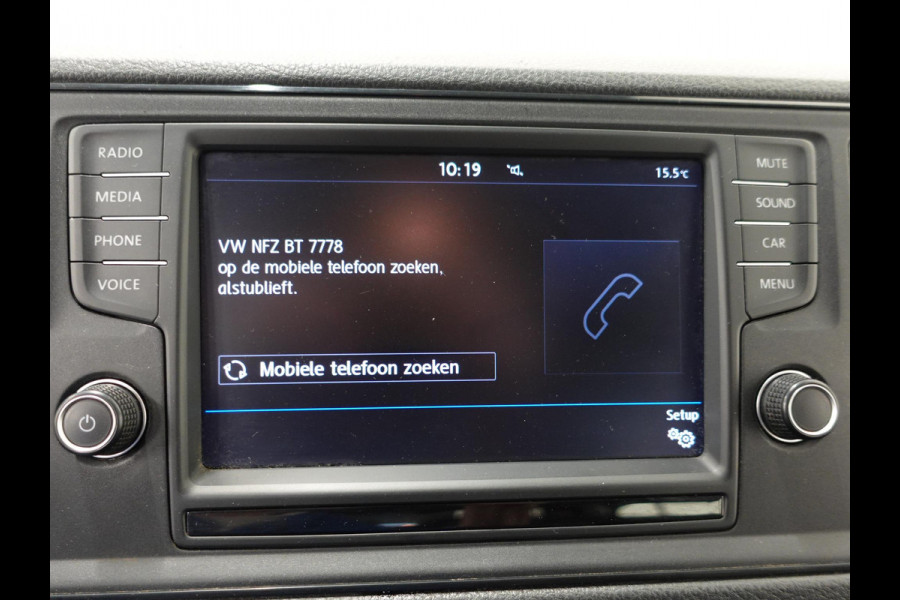 RADIO
MEDIA
PHONE
VOICE
10:19
15.5°C
VW NFZ BT 7778
op de mobiele telefoon zoeken,
alstublieft.
Mobiele telefoon zoeken
Setup
MUTE
SOUND
CAR
MENU